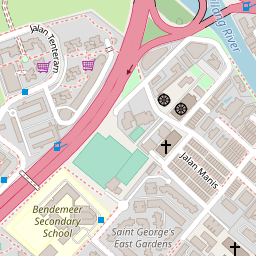 Jalan Tenteram
River
Jalan Manis
Bendemeer
Secondary
School
Saint George's
East Gardens